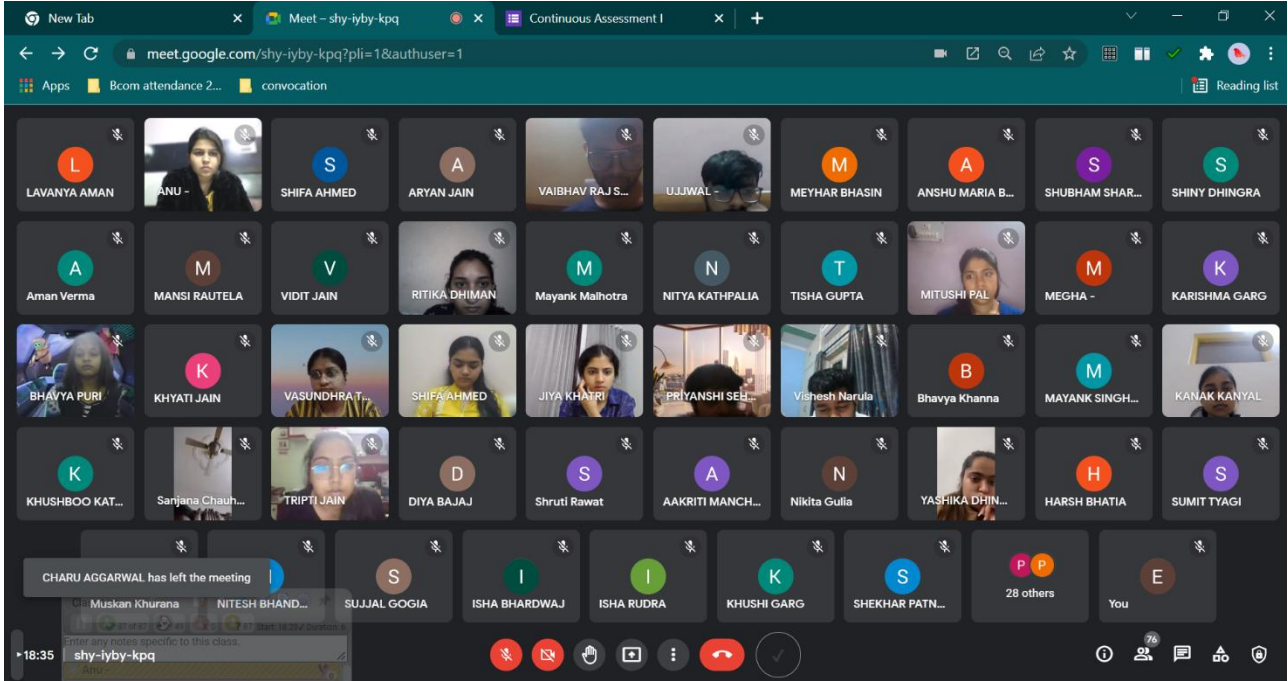 New Tab
Meet – shy-iyby-kpq
Continuous Assessment I
meet.google.com/shy-iyby-kpq?pli=1&authuser=1
Apps
Bcom attendance 2...
convocation
Reading list
L
S
A
M
A
S
S
LAVANYA AMAN
ANU -
SHIFA AHMED
ARYAN JAIN
VAIBHAV RAJ S...
UJJWAL -
MEYHAR BHASIN
ANSHU MARIA B...
SHUBHAM SHAR...
SHINY DHINGRA
A
M
V
M
N
T
M
K
Aman Verma
MANSI RAUTELA
VIDIT JAIN
RITIKA DHIMAN
Mayank Malhotra
NITYA KATHPALIA
TISHA GUPTA
MITUSHI PAL
MEGHA -
KARISHMA GARG
K
B
M
BHAVYA PURI
KHYATI JAIN
VASUNDHRA T...
SHIFA AHMED
JIYA KHATRI
PRIYANSHI SEH...
Vishesh Narula
Bhavya Khanna
MAYANK SINGH...
KANAK KANYAL
K
D
S
A
N
H
S
KHUSHBOO KAT...
Sanjana Chauh...
TRIPTI JAIN
DIYA BAJAJ
Shruti Rawat
AAKRITI MANCH...
Nikita Gulia
YASHIKA DHIN...
HARSH BHATIA
SUMIT TYAGI
CHARU AGGARWAL has left the meeting
S
I
I
K
S
P
P
E
Muskan Khurana
NITESH BHAND...
SUJJAL GOGIA
ISHA BHARDWAJ
ISHA RUDRA
KHUSHI GARG
SHEKHAR PATN...
28 others
You
Enter any notes specific to this class.
18:35
shy-iyby-kpq
Anu -
76